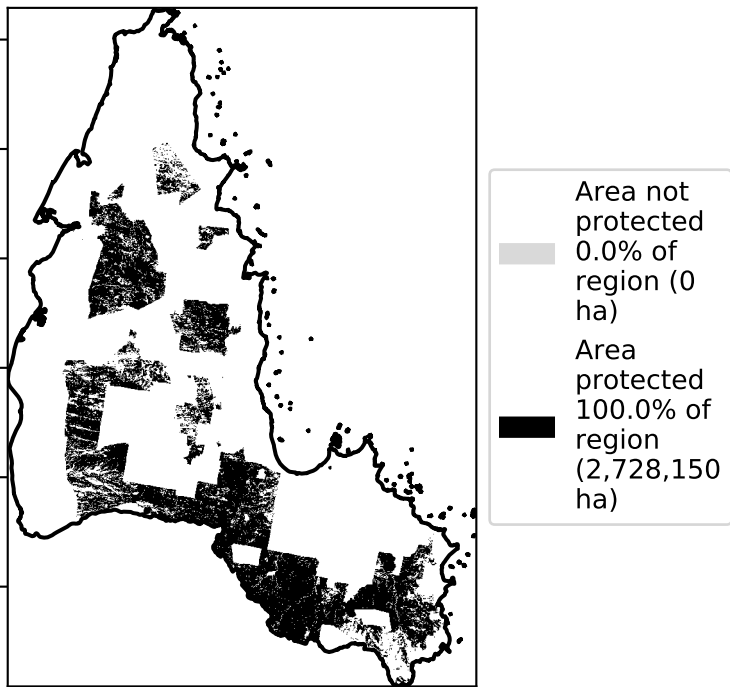 Area not
protected
0.0% of
region (0
ha)
Area
protected
100.0% of
region
(2,728,150
ha)